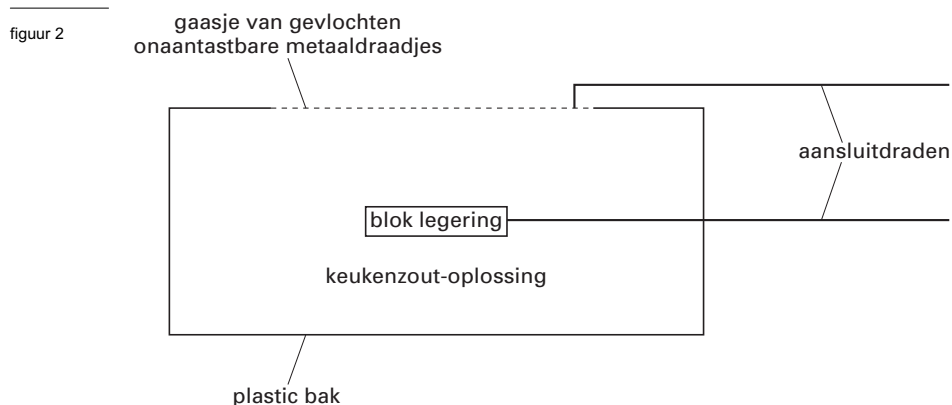 figuur 2
gaasje van gevlochten
onaantastbare metaaldraadjes
aansluitdraden
blok legering
keukenzout-oplossing
plastic bak